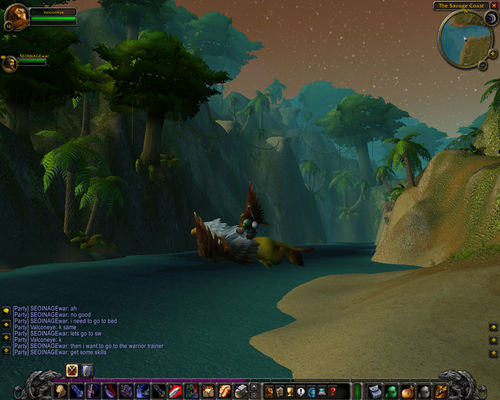 Valconeye
The Savage Coast
SEOINAGEwar
[Party] SEOINAGEwar: ah
[Party] SEOINAGEwar: no good
[Party] SEOINAGEwar: i need to go to bed
[Party] Valconeye: k same
[Party] SEOINAGEwar: lets go to sw
[Party] Valconeye: k
[Party] SEOINAGEwar: then i want to go to the warrior trainer
[Party] SEOINAGEwar: get some skills